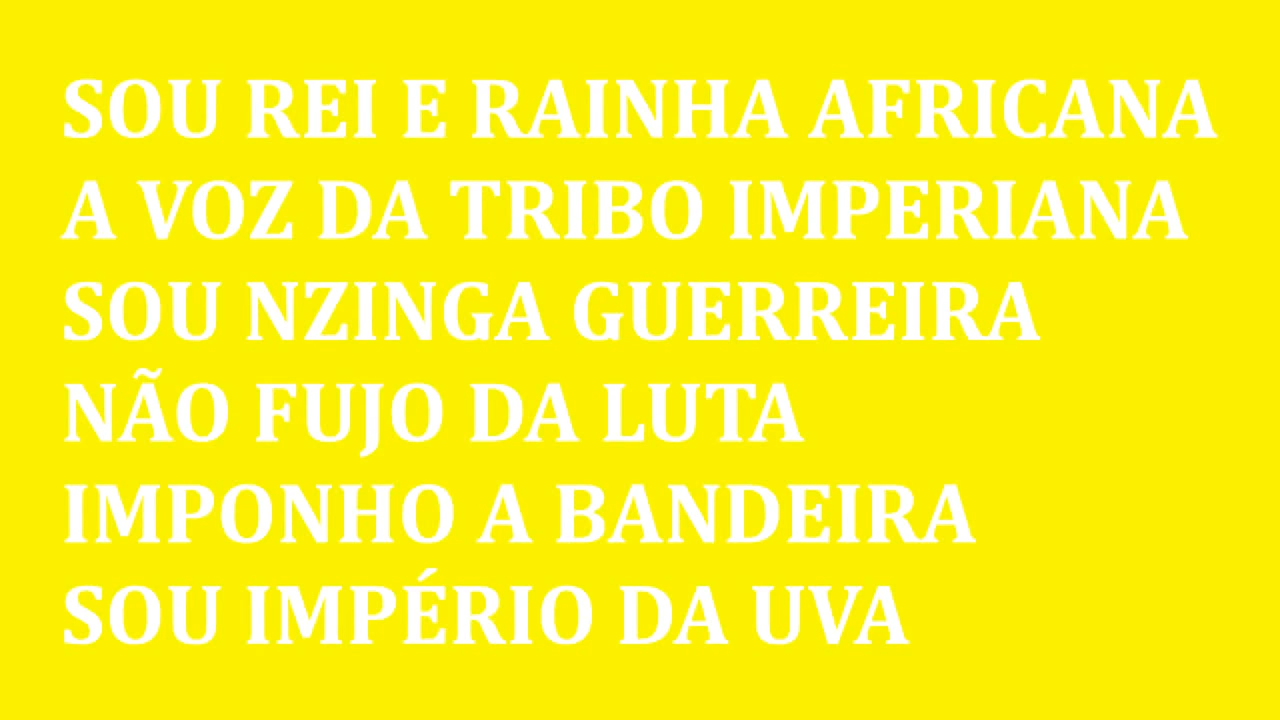 SOU REI E RAINHA AFRICANA
A VOZ DA TRIBO IMPERIANA
SOU NZINGA GUERREIRA
NÃO FUJO DA LUTA
IMPONHO A BANDEIRA
SOU IMPÉRIO DA UVA